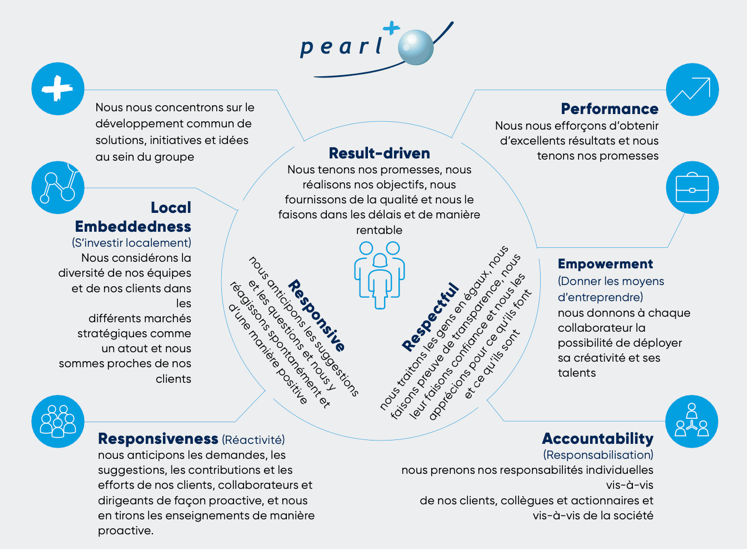 pearl+
Nous nous concentrons sur le
développement commun de
solutions, initiatives et idées
au sein du groupe
Performance
Nous nous efforçons d'obtenir
d'excellents résultats et nous
tenons nos promesses
Result-driven
Nous tenons nos promesses, nous
réalisons nos objectifs, nous
fournissons de la qualité et nous le
faisons dans les délais et de manière
rentable
Local
Embeddedness
(S'investir localement)
Nous considérons la
diversité de nos équipes
et de nos clients dans
les
différents marchés
stratégiques comme
un atout et nous
sommes proches de nos
clients
Responsive
nous anticipons les suggestions
et les questions et nous y
réagissons spontanément et
d'une manière positive
Respectful
nous traitons les gens en égaux, nous
faisons preuve de transparence, nous
leur faisons confiance et nous les
apprécions pour ce qu'ils font
et ce qu'ils sont
Empowerment
(Donner les moyens
d'entreprendre)
nous donnons à chaque
collaborateur la
possibilité de déployer
sa créativité et ses
talents
Responsiveness (Réactivité)
nous anticipons les demandes, les
suggestions, les contributions et les
efforts de nos clients, collaborateurs et
dirigeants de façon proactive, et nous
en tirons les enseignements de manière
proactive.
Accountability
(Responsabilisation)
nous prenons nos responsabilités individuelles
vis-à-vis
de nos clients, collègues et actionnaires et
vis-à-vis de la société